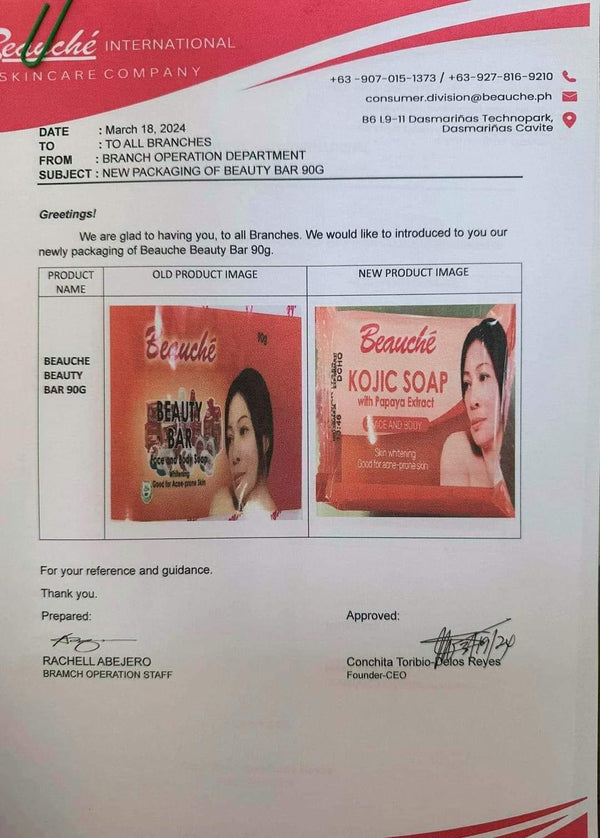 Beauché INTERNATIONAL
SKINCARE COMPANY
+63 -907-015-1373 / +63-927-816-9210
consumer.division@beauche.ph
B6 L9-11 Dasmariñas Technopark,
Dasmariñas Cavite
DATE : March 18, 2024
TO : TO ALL BRANCHES
FROM : BRANCH OPERATION DEPARTMENT
SUBJECT : NEW PACKAGING OF BEAUTY BAR 90G
Greetings!
We are glad to having you, to all Branches. We would like to introduced to you our
newly packaging of Beauche Beauty Bar 90g.
PRODUCT
NAME
OLD PRODUCT IMAGE
NEW PRODUCT IMAGE
BEAUCHE
BEAUTY
BAR 90G
Beauché
90g
BEAUTY
BAR
Face and Body Soap
Whitening
Good for Acne-prone Skin
Beauché
KOJIC SOAP
with Papaya Extract
FACE AND BODY
Skin whitening
Good for acne-prone skin
For your reference and guidance.
Thank you.
Prepared:
RACHELL ABEJERO
BRAMCH OPERATION STAFF
Approved:
Conchita Toribio-Delos Reyes
Founder-CEO